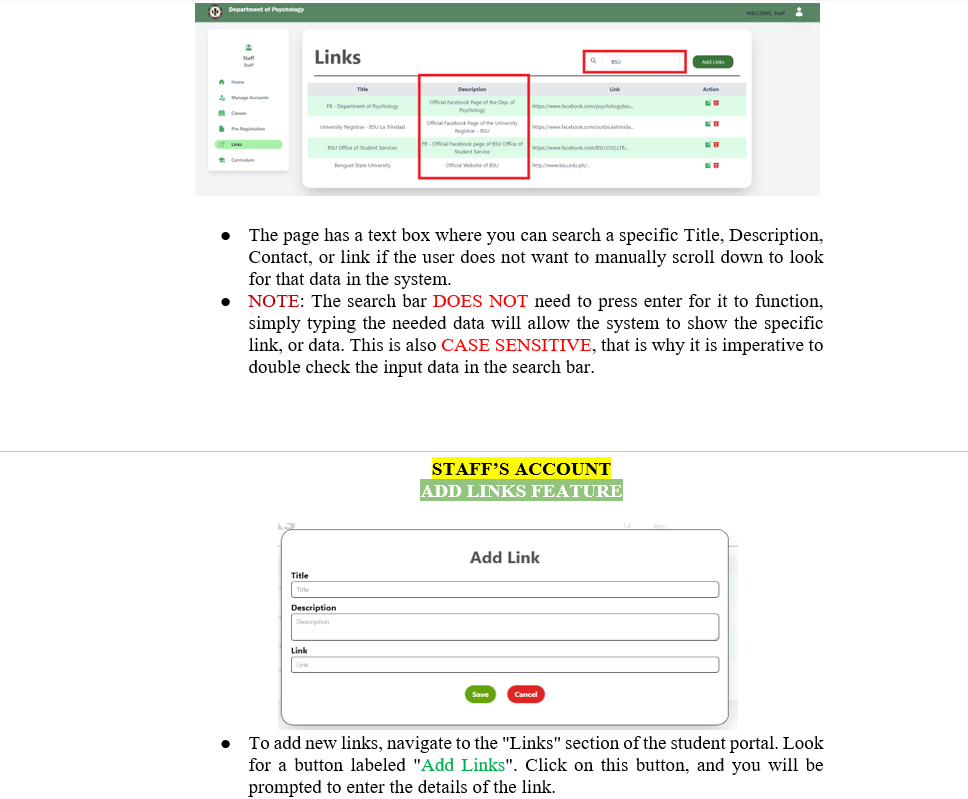 Department of Psychology
WELCOME, Staff
Staff
Staff
Home
Manage Accounts
Classes
Pre-Registration
Links
Curriculum
Links
BSU
Add Links
Title Description Link Action
FB - Department of Psychology
Official Facebook Page of the Dep. of
Psychology
https://www.facebook.com/psychologybsu...
University Registrar - BSU La Trinidad
Official Facebook Page of the University
Registrar - BSU
https://www.facebook.com/ourbsulatrinida...
BSU Office of Student Services
FB - Official Facebook page of BSU Office of
Student Service
https://www.facebook.com/BSU.OSS.LTB...
Benguet State University
Official Website of BSU
http://www.bsu.edu.ph/...
● The page has a text box where you can search a specific Title, Description,
Contact, or link if the user does not want to manually scroll down to look
for that data in the system.
● NOTE: The search bar DOES NOT need to press enter for it to function,
simply typing the needed data will allow the system to show the specific
link, or data. This is also CASE SENSITIVE, that is why it is imperative to
double check the input data in the search bar.
STAFF'S ACCOUNT
ADD LINKS FEATURE
Add Link
Title
Title
Description
Description
Link
Link
Save Cancel
● To add new links, navigate to the "Links" section of the student portal. Look
for a button labeled "Add Links". Click on this button, and you will be
prompted to enter the details of the link.